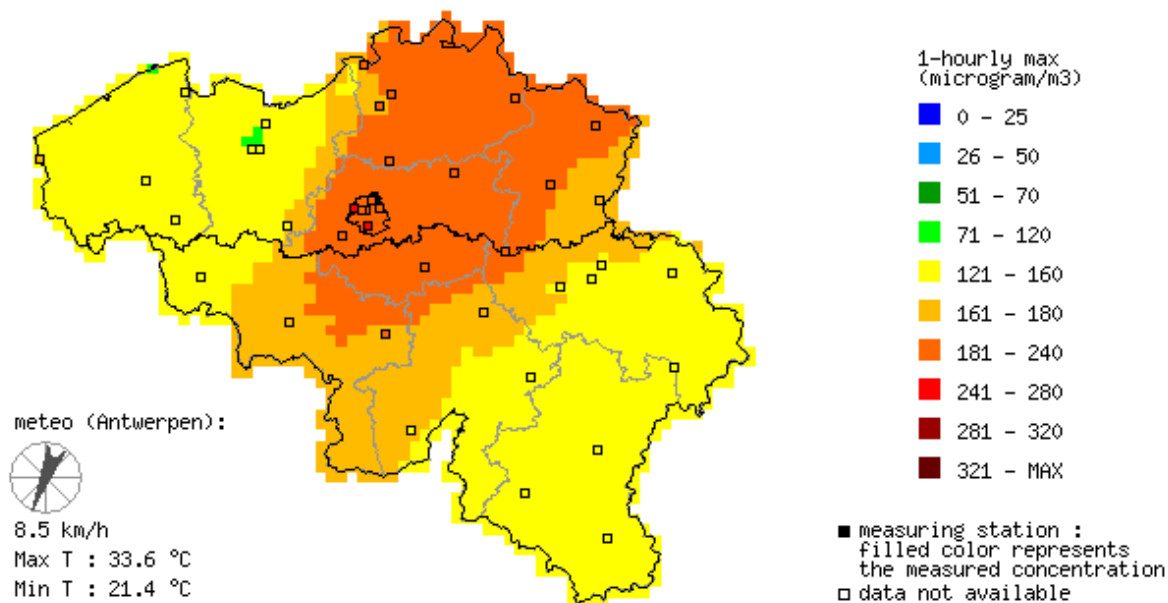 1-hourly max
(microgram/m3)
0 - 25
26 - 50
51 - 70
71 - 120
121 - 160
161 - 180
181 - 240
241 - 280
281 - 320
321 - MAX
meteo (Antwerpen):
8.5 km/h
Max T : 33.6 °C
Min T : 21.4 °C
measuring station :
filled color represents
the measured concentration
data not available